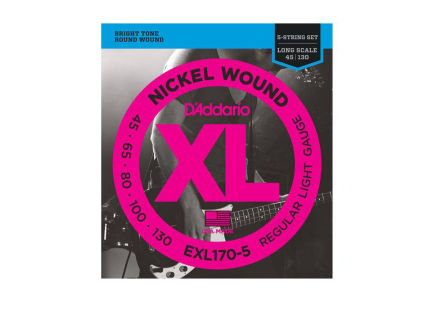 BRIGHT TONE
ROUND WOUND
5-STRING SET
LONG SCALE
45 | 130
NICKEL WOUND
D'Addario
XL
45 · 65 · 80 · 100 · 130
EXL170-5
REGULAR LIGHT GAUGE